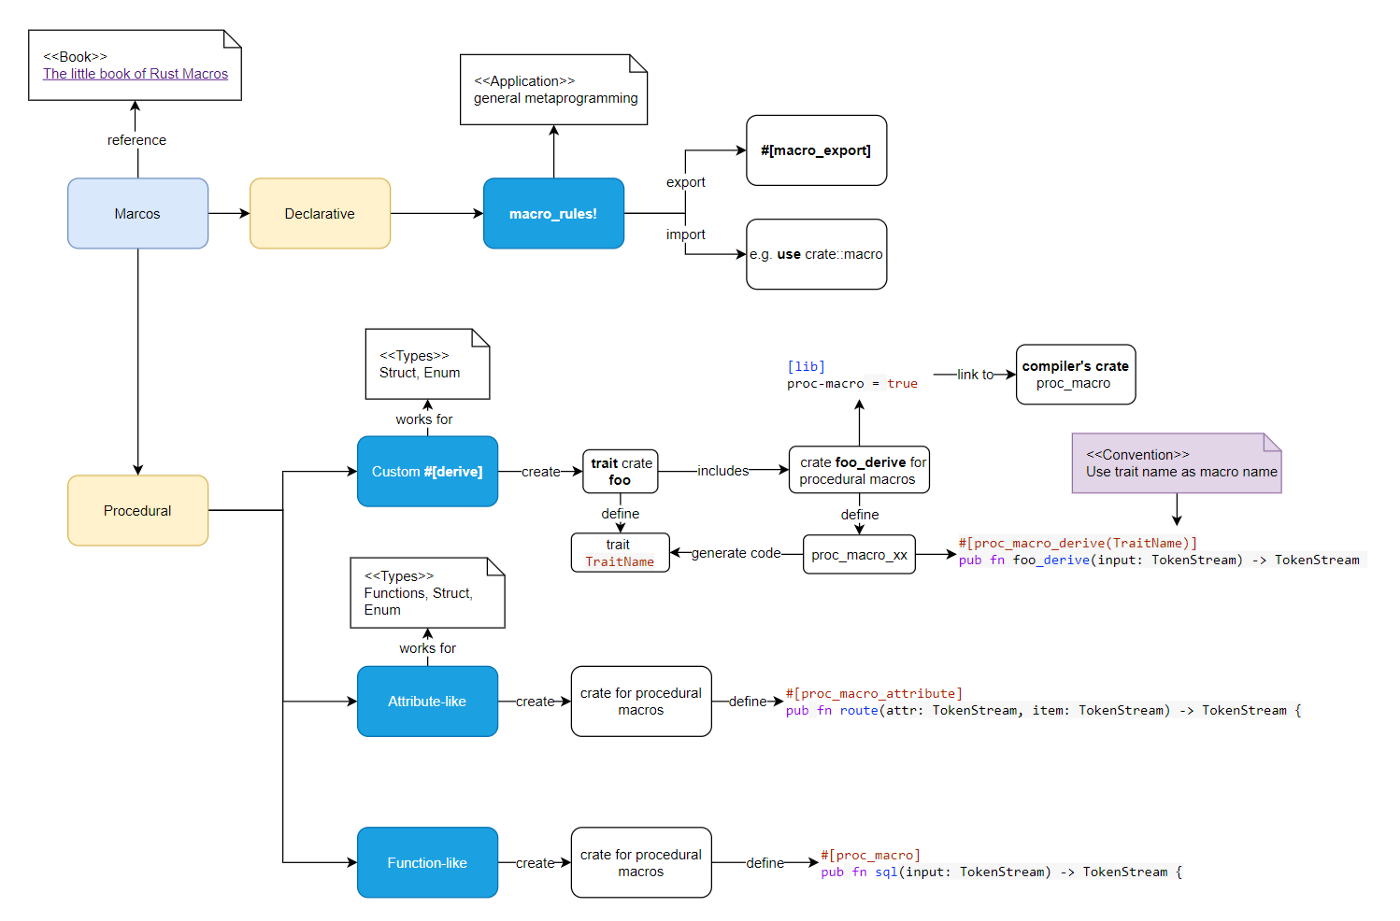 <<Book>>
The little book of Rust Macros
reference
<<Application>>
general metaprogramming
Marcos
Declarative
macro_rules!
export
#[macro_export]
import
e.g. use crate::macro
<<Types>>
Struct, Enum
works for
[lib]
proc-macro = true
link to
compiler's crate
proc_macro
<<Convention>>
Use trait name as macro name
Procedural
Custom #[derive]
create
trait crate
foo
includes
crate foo_derive for
procedural macros
define
define
trait
TraitName
generate code
proc_macro_xx
#[proc_macro_derive(TraitName)]
pub fn foo_derive(input: TokenStream) -> TokenStream
<<Types>>
Functions, Struct,
Enum
works for
Attribute-like
create
crate for procedural
macros
define
#[proc_macro_attribute]
pub fn route(attr: TokenStream, item: TokenStream) -> TokenStream {
Function-like
create
crate for procedural
macros
define
#[proc_macro]
pub fn sql(input: TokenStream) -> TokenStream {